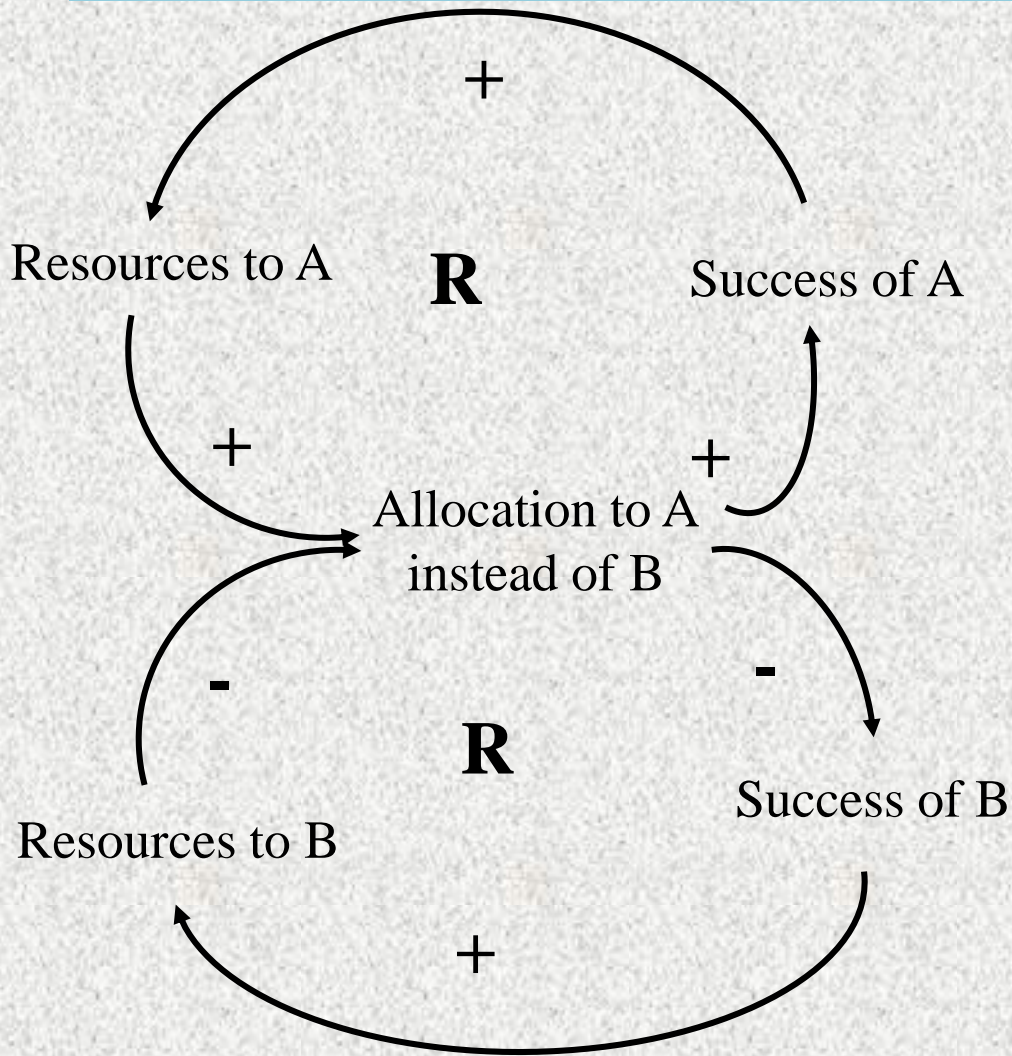 +
Resources to A
R
Success of A
+
+
Allocation to A
instead of B
-
-
R
Success of B
Resources to B
+